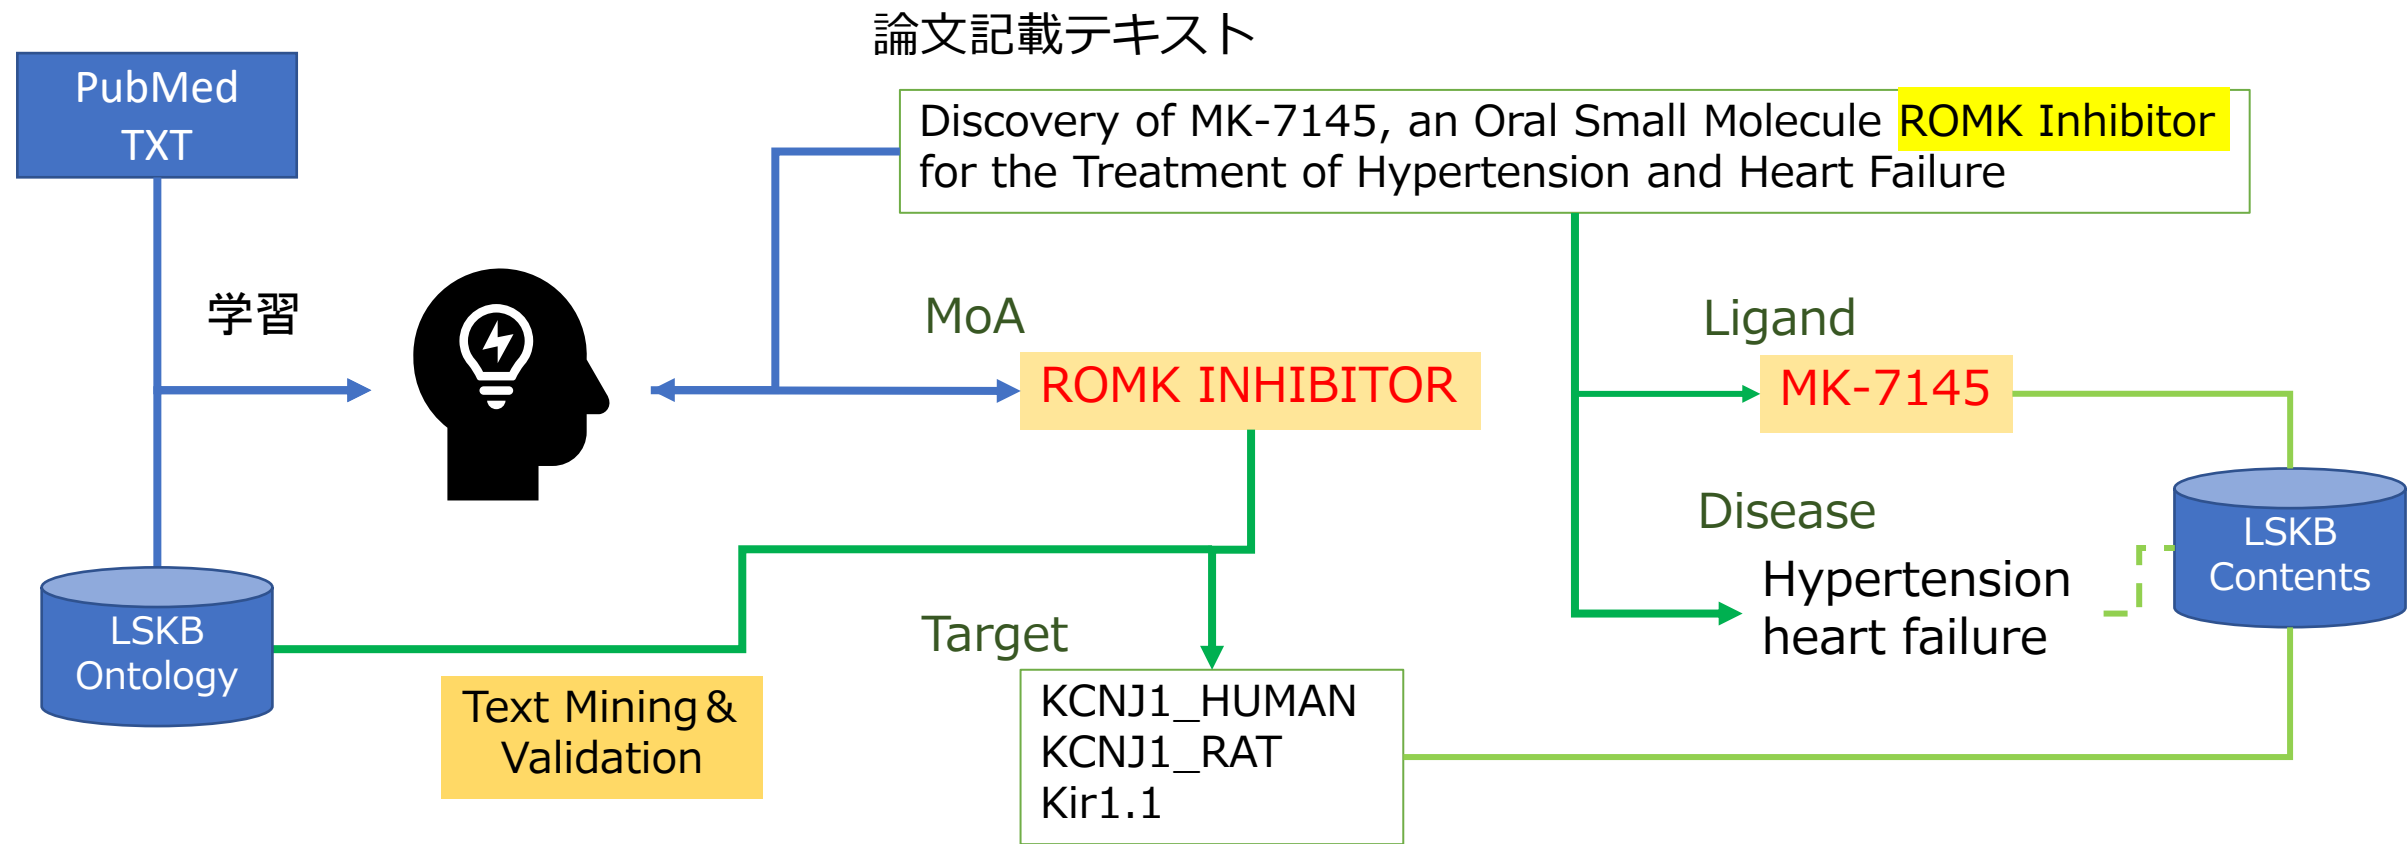 論文記載テキスト
PubMed
TXT
Discovery of MK-7145, an Oral Small Molecule ROMK Inhibitor
for the Treatment of Hypertension and Heart Failure
学習
MoA
ROMK INHIBITOR
Ligand
MK-7145
Disease
Hypertension
heart failure
LSKB
Contents
LSKB
Ontology
Text Mining＆
Validation
Target
KCNJ1_HUMAN
KCNJ1_RAT
Kir1.1